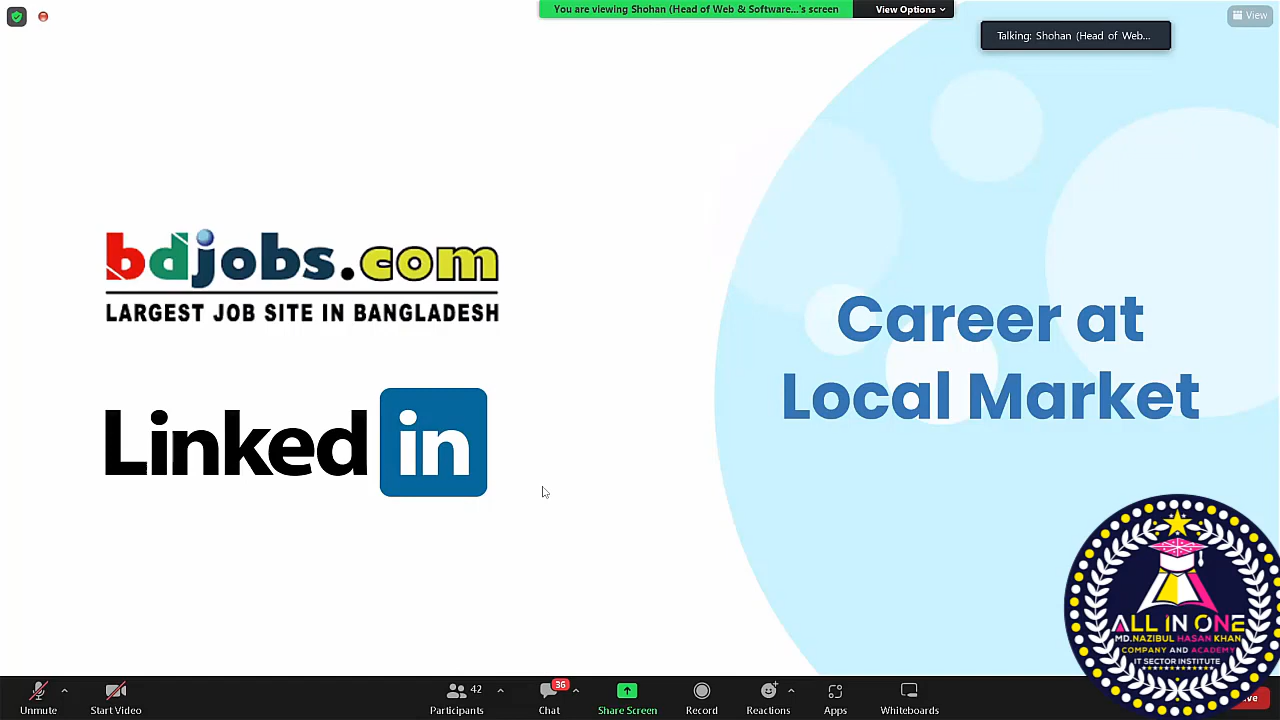 You are viewing Shohan (Head of Web & Software...'s screen
View Options
View
Talking: Shohan (Head of Web...
bdjobs.com
LARGEST JOB SITE IN BANGLADESH
Linked in
Career at
Local Market
ALL IN ONE
MD.NAZIBUL HASAN KHAN
COMPANY AND ACADEMY
IT SECTOR INSTITUTE
Unmute
Start Video
42
Participants
36
Chat
Share Screen
Record
Reactions
Apps
Whiteboards